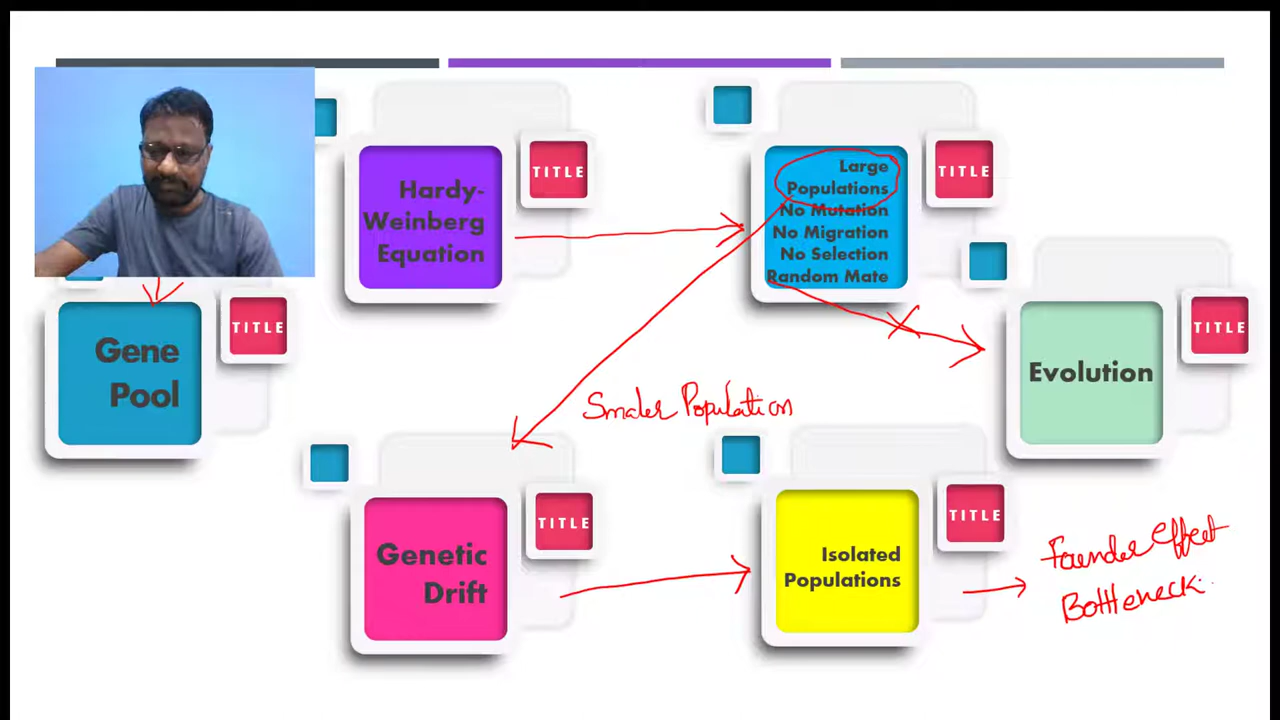 Hardy-
Weinberg
Equation
TITLE
Large
Populations
No Mutation
No Migration
No Selection
Random Mate
TITLE
Gene
Pool
TITLE
Evolution
TITLE
Smaler Population
Genetic
Drift
TITLE
Isolated
Populations
TITLE
Founder effect
Bottleneck